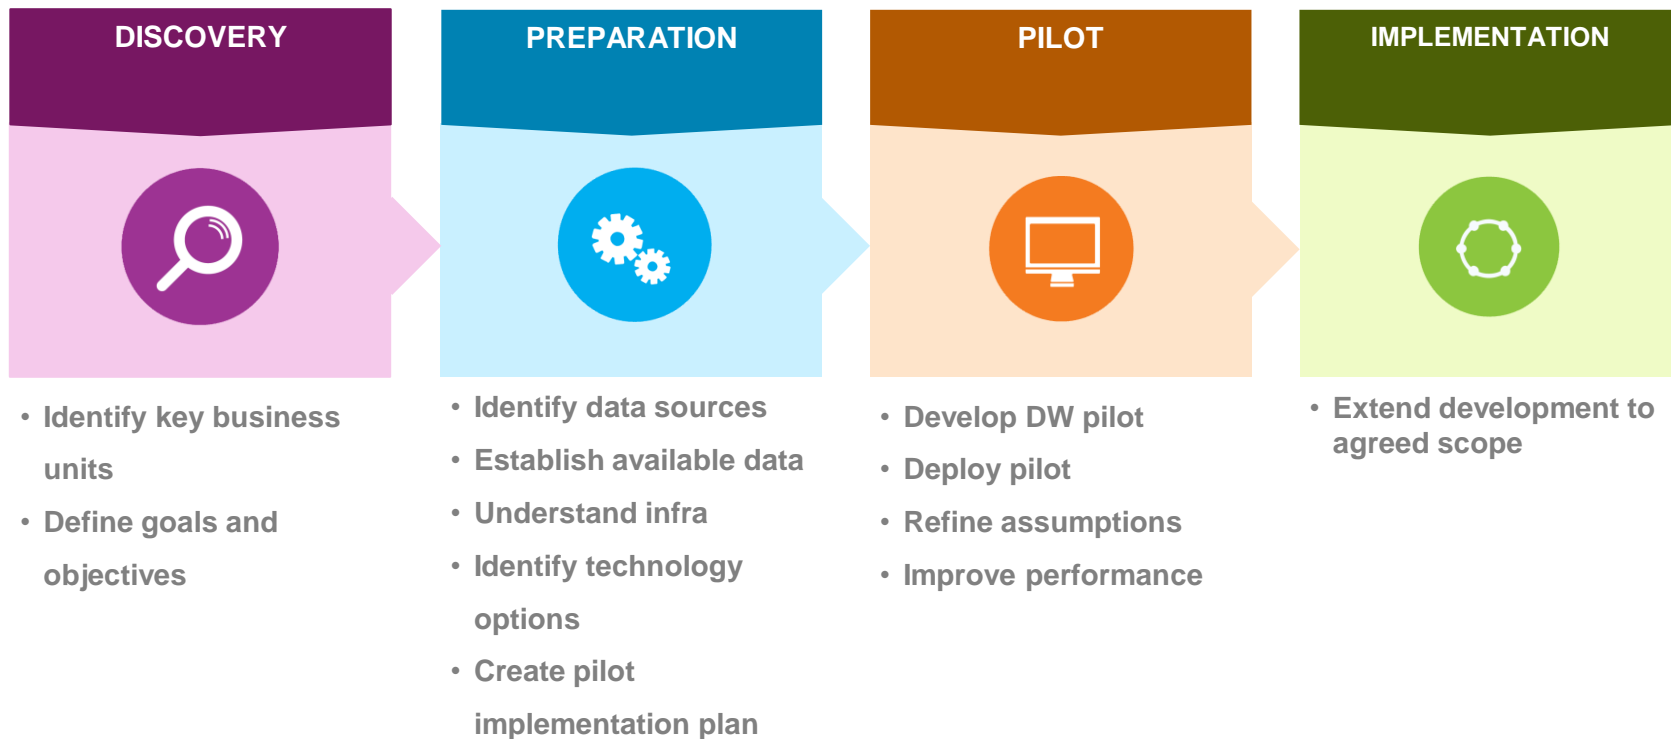 DISCOVERY
• Identify key business
units
• Define goals and
objectives
PREPARATION
• Identify data sources
• Establish available data
• Understand infra
• Identify technology
options
• Create pilot
implementation plan
PILOT
• Develop DW pilot
• Deploy pilot
• Refine assumptions
• Improve performance
IMPLEMENTATION
• Extend development to
agreed scope